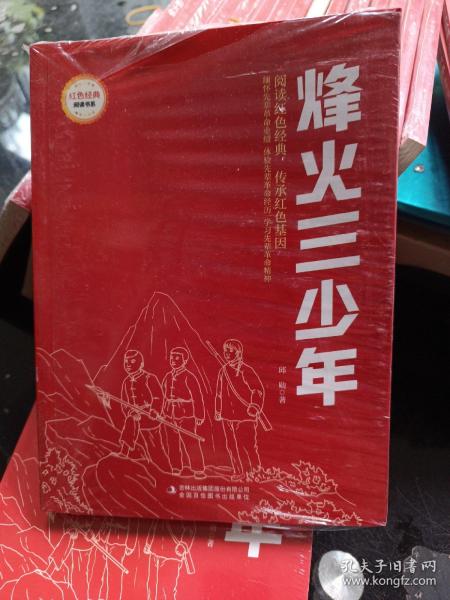 红色经典
阅读书系
烽火三少年
阅读红色经典,传承红色基因,
缅怀先辈革命史绩 体验先辈革命经历 学习先辈革命精神
邱勋◎著
吉林出版集团股份有限公司
全国百佳图书出版单位
年
著
孔夫子旧书网
kongfz.com